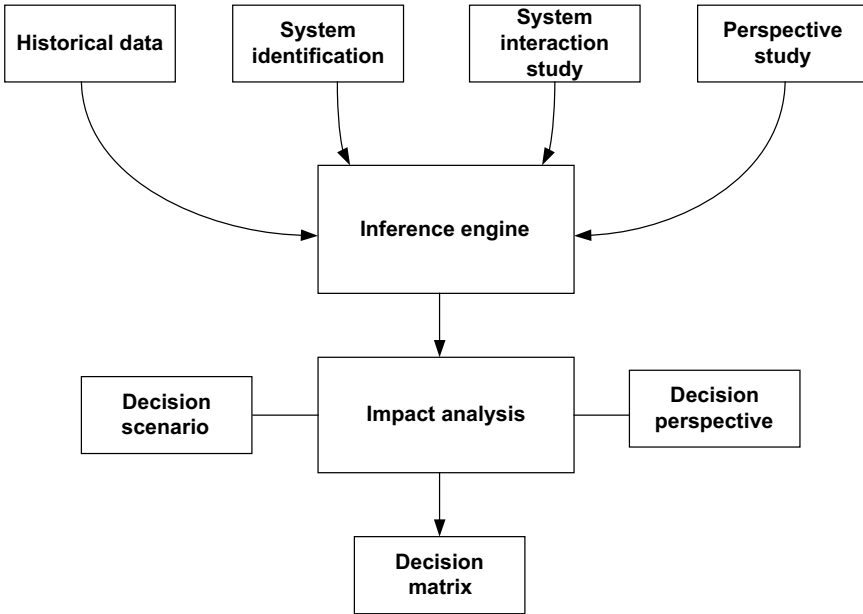 Historical data
System
identification
System
interaction
study
Perspective
study
Inference engine
Decision
scenario
Impact analysis
Decision
perspective
Decision
matrix